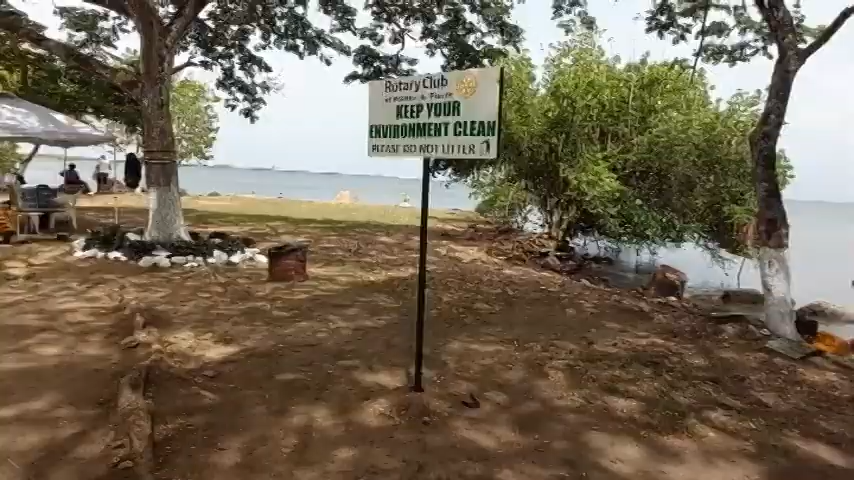 Rotary Club
KEEP YOUR
ENVIRONMENT CLEAN
PLEASE DO NOT LITTER